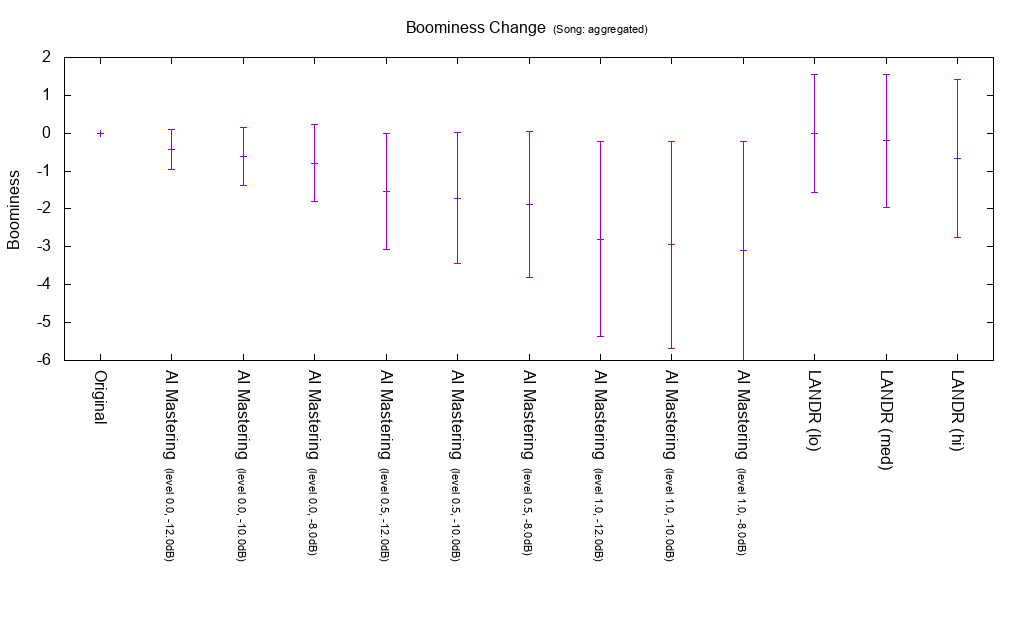 Boominess Change (Song: aggregated)
2
1
0
-1
-2
-3
-4
-5
-6
Boominess
Original
AI Mastering (level 0.0, -12.0dB)
AI Mastering (level 0.0, -10.0dB)
AI Mastering (level 0.0, -8.0dB)
AI Mastering (level 0.5, -12.0dB)
AI Mastering (level 0.5, -10.0dB)
AI Mastering (level 0.5, -8.0dB)
AI Mastering (level 1.0, -12.0dB)
AI Mastering (level 1.0, -10.0dB)
AI Mastering (level 1.0, -8.0dB)
LANDR (lo)
LANDR (med)
LANDR (hi)